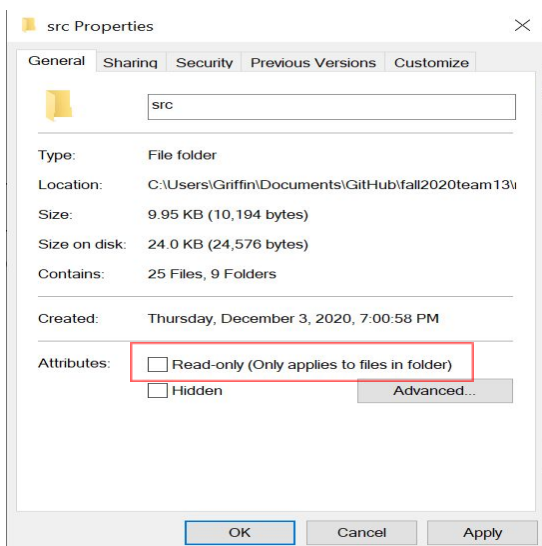 src Properties
General Sharing Security Previous Versions Customize
src
Type: File folder
Location: C:\Users\Griffin\Documents\GitHub\fall2020team13\
Size: 9.95 KB (10,194 bytes)
Size on disk: 24.0 KB (24,576 bytes)
Contains: 25 Files, 9 Folders
Created: Thursday, December 3, 2020, 7:00:58 PM
Attributes: Read-only (Only applies to files in folder)
Hidden Advanced...
OK Cancel Apply